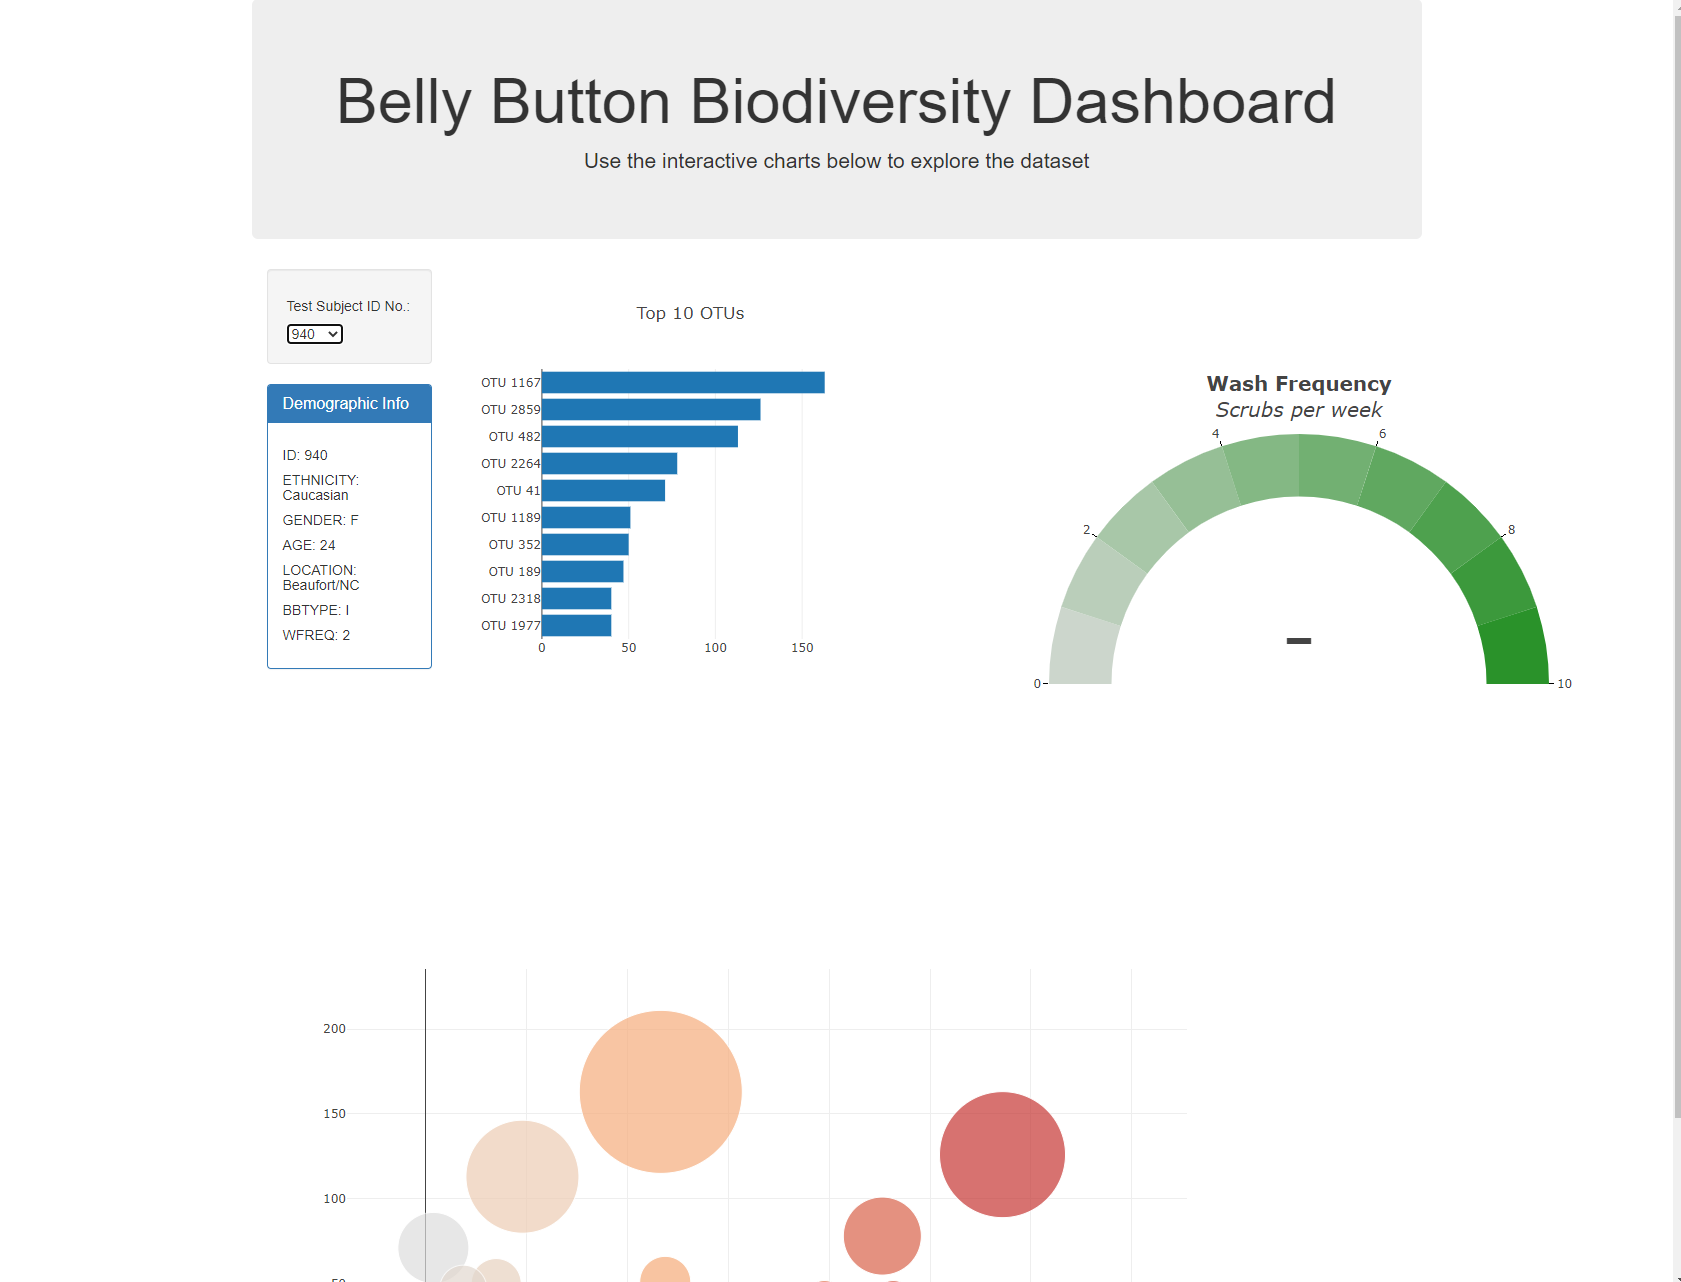 Belly Button Biodiversity Dashboard
Use the interactive charts below to explore the dataset
Test Subject ID No.:
940
Demographic Info
ID: 940
ETHNICITY:
Caucasian
GENDER: F
AGE: 24
LOCATION:
Beaufort/NC
BBTYPE: I
WFREQ: 2
Top 10 OTUs
OTU 1167
OTU 2859
OTU 482
OTU 2264
OTU 41
OTU 1189
OTU 352
OTU 189
OTU 2318
OTU 1977
0 50 100 150
Wash Frequency
Scrubs per week
0
2
4
6
8
10
–
200
150
100
50